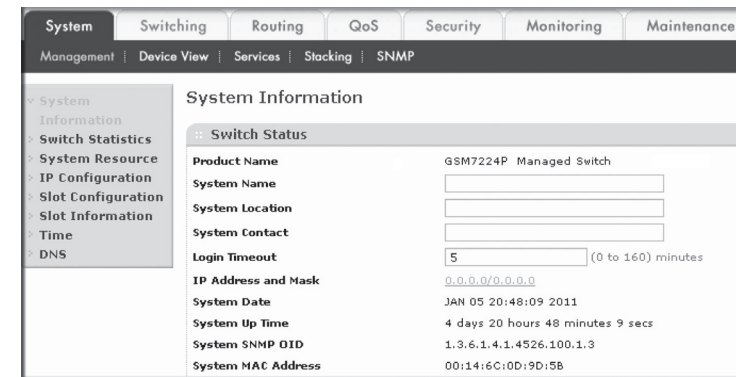 System Switching Routing QoS Security Monitoring Maintenance
Management Device View Services Stacking SNMP
System Information
Switch Statistics
System Resource
IP Configuration
Slot Configuration
Slot Information
Time
DNS
System Information
Switch Status
Product Name GSM7224P Managed Switch
System Name
System Location
System Contact
Login Timeout 5 (0 to 160) minutes
IP Address and Mask 0.0.0.0/0.0.0.0
System Date JAN 05 20:48:09 2011
System Up Time 4 days 20 hours 48 minutes 9 secs
System SNMP OID 1.3.6.1.4.1.4526.100.1.3
System MAC Address 00:14:6C:0D:9D:5B